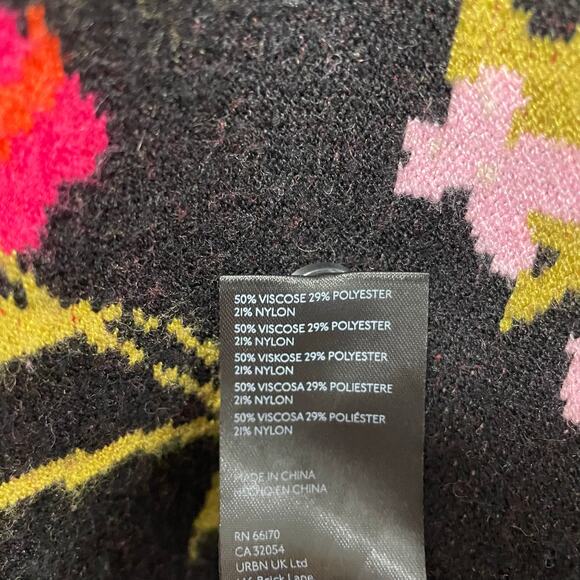 50% VISCOSE 29% POLYESTER
21% NYLON
50% VISCOSE 29% POLYESTER
21% NYLON
50% VISKOSE 29% POLYESTER
21% NYLON
50% VISCOSA 29% POLIESTERE
21% NYLON
50% VISCOSA 29% POLIÉSTER
21% NYLON
MADE IN CHINA
HECHO EN CHINA
RN 66170
CA 32054
URBN UK Ltd
Brick Lane